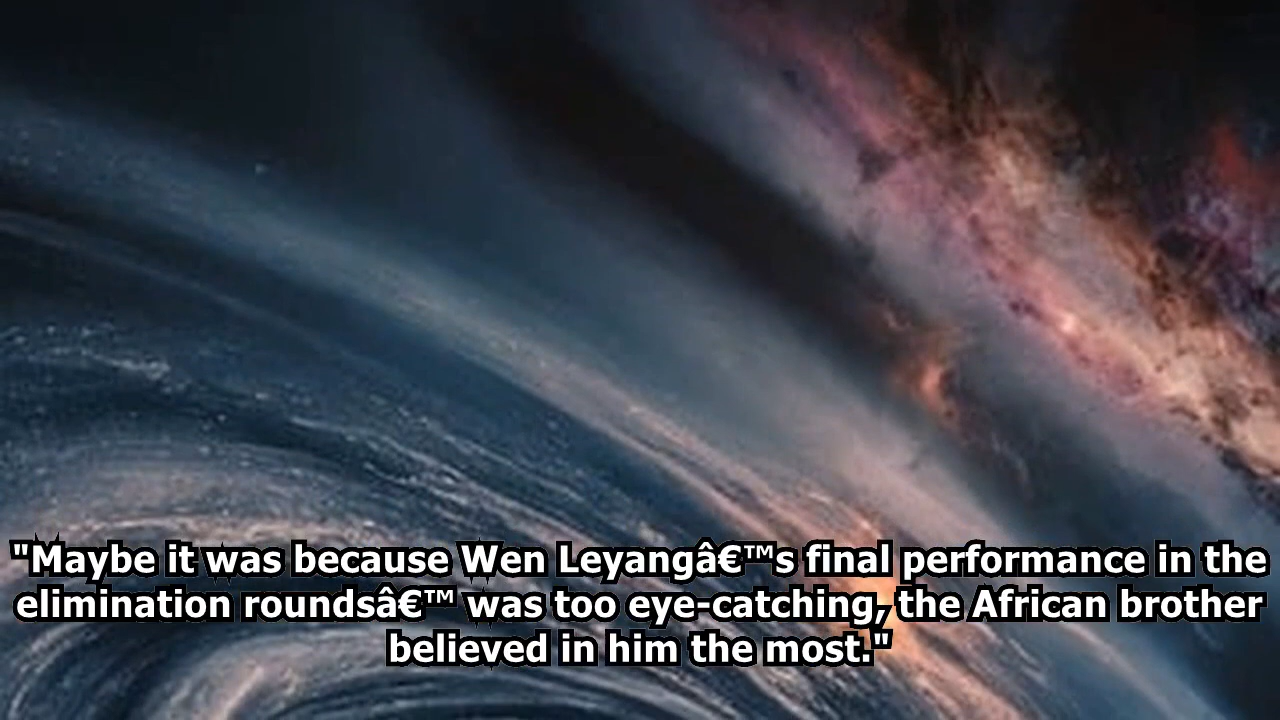 "Maybe it was because Wen Leyangâ€™s final performance in the
elimination roundsâ€™ was too eye-catching, the African brother
believed in him the most."